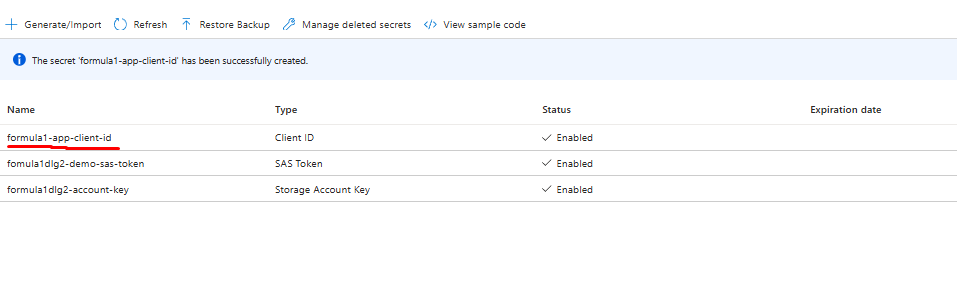 Generate/Import Refresh Restore Backup Manage deleted secrets View sample code
The secret 'formula1-app-client-id' has been successfully created.
Name Type Status Expiration date
formula1-app-client-id Client ID Enabled
fomula1dlg2-demo-sas-token SAS Token Enabled
formula1dlg2-account-key Storage Account Key Enabled